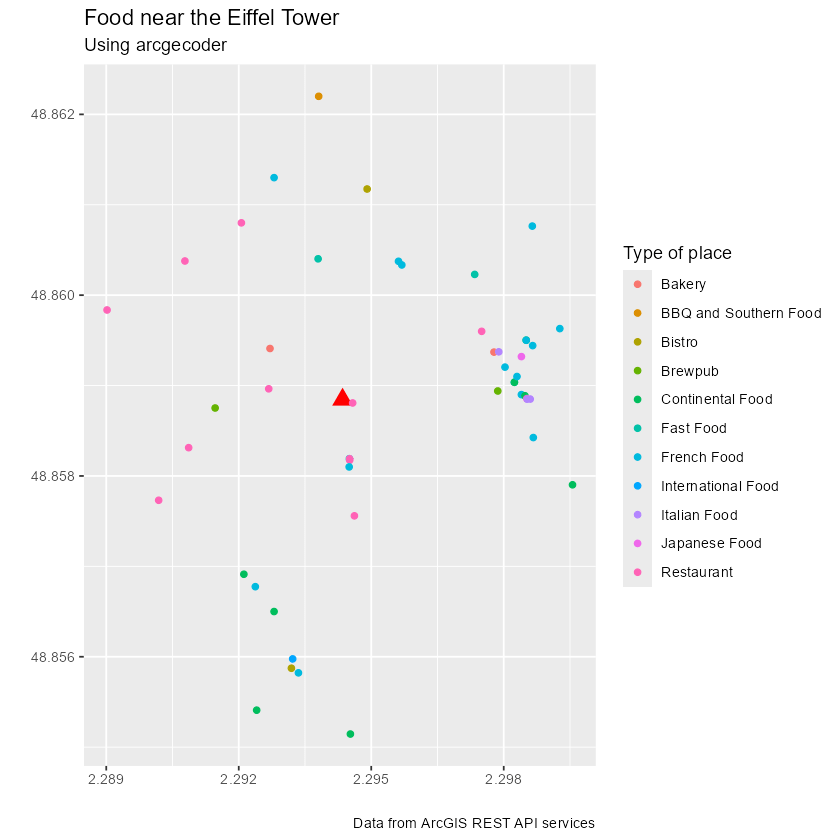 Food near the Eiffel Tower
Using arcgecoder
48.862
48.860
48.858
48.856
2.289
2.292
2.295
2.298
Type of place
Bakery
BBQ and Southern Food
Bistro
Brewpub
Continental Food
Fast Food
French Food
International Food
Italian Food
Japanese Food
Restaurant
Data from ArcGIS REST API services